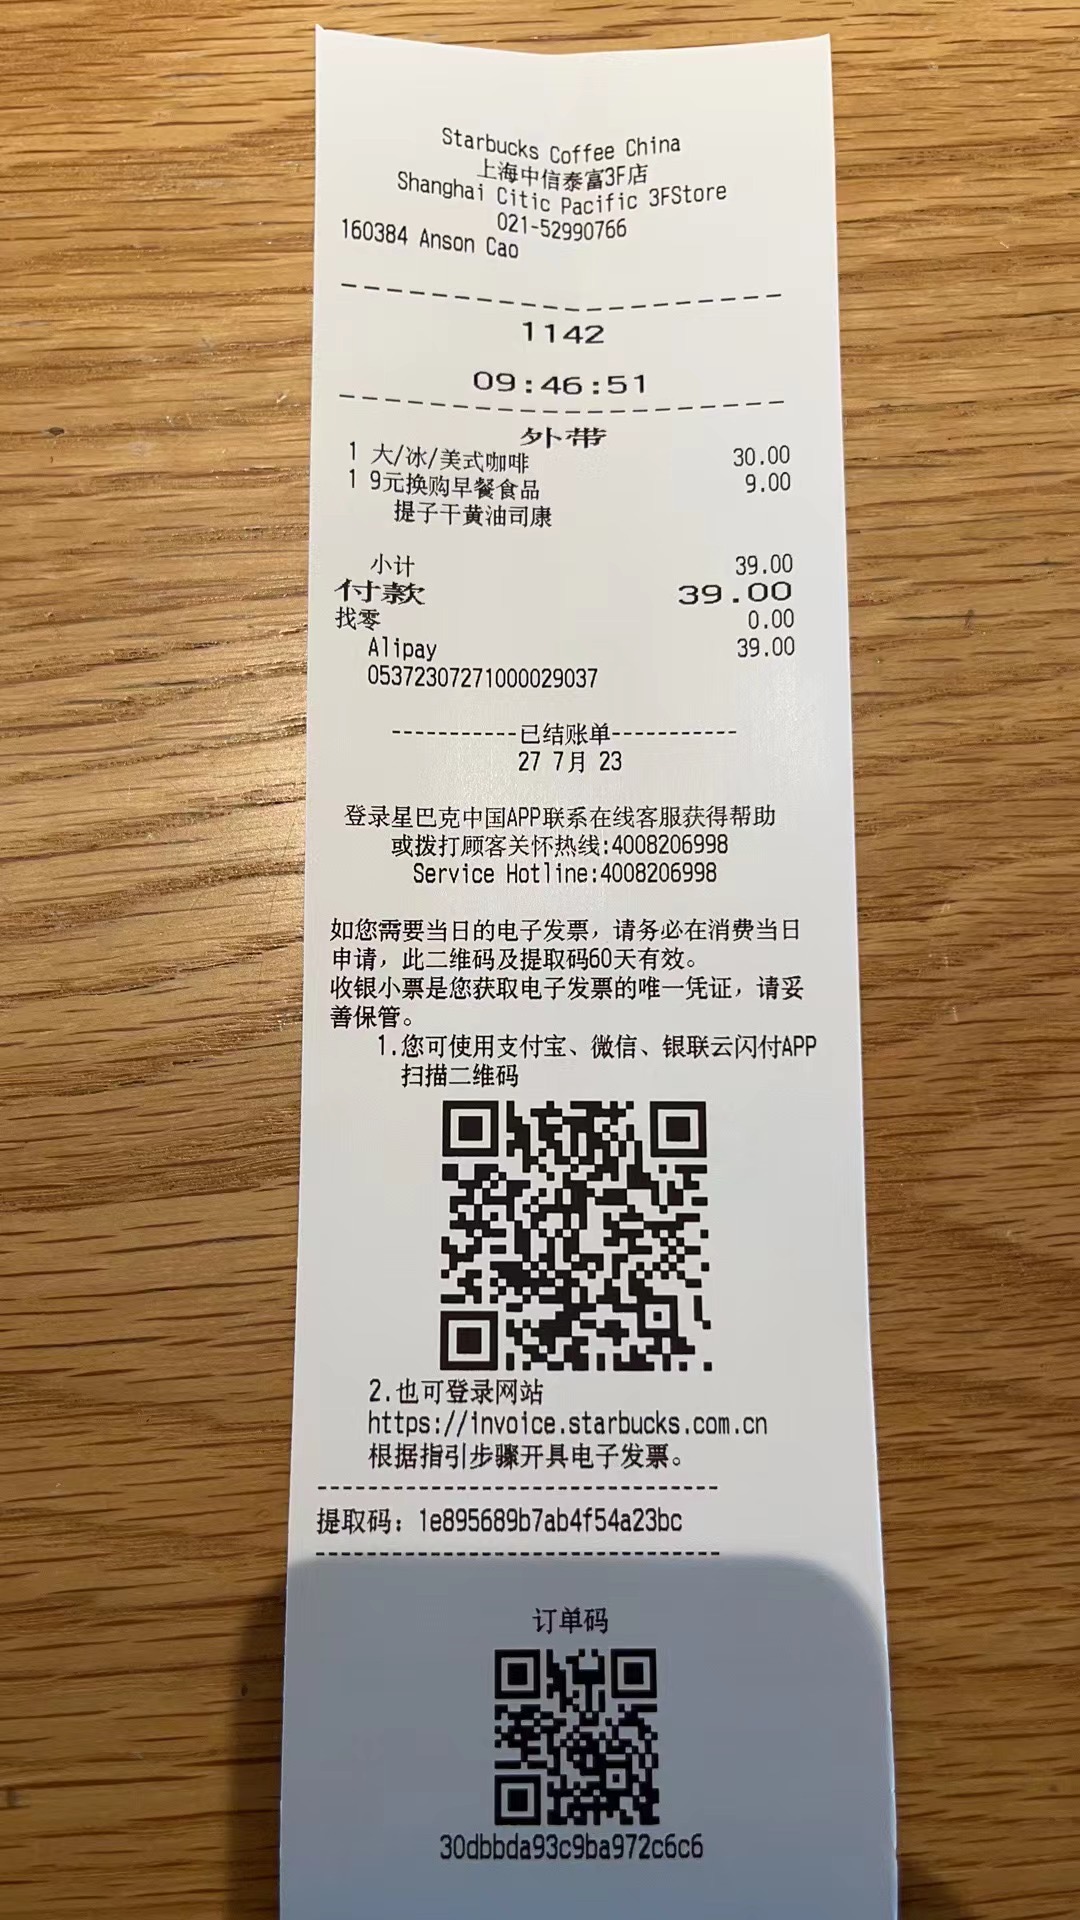 Starbucks Coffee China
上海中信泰富3F店
Shanghai Citic Pacific 3FStore
021-52990766
160384 Anson Cao
1142
09:46:51
外带
1 大/冰/美式咖啡 30.00
1 9元换购早餐食品 9.00
提子干黄油司康
小计 39.00
付款 39.00
找零 0.00
Alipay 39.00
05372307271000029037
-----------已结账单-----------
27 7月 23
登录星巴克中国APP联系在线客服获得帮助
或拨打顾客关怀热线:4008206998
Service Hotline:4008206998
如您需要当日的电子发票，请务必在消费当日
申请，此二维码及提取码60天有效。
收银小票是您获取电子发票的唯一凭证，请妥
善保管。
1.您可使用支付宝、微信、银联云闪付APP
扫描二维码
2.也可登录网站
https://invoice.starbucks.com.cn
根据指引步骤开具电子发票。
提取码：1e895689b7ab4f54a23bc
订单码
30dbbda93c9ba972c6c6